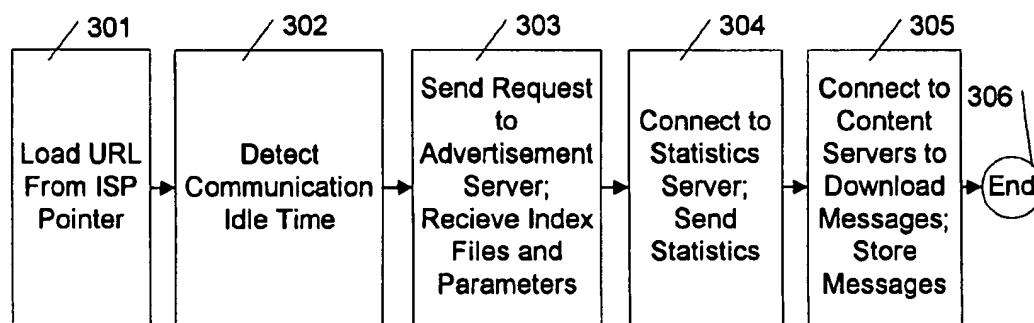 301
302
303
304
305
306
Load URL
From ISP
Pointer
Detect
Communication
Idle Time
Send Request
to
Advertisement
Server;
Recieve Index
Files and
Parameters
Connect to
Statistics
Server;
Send
Statistics
Connect to
Content
Servers to
Download
Messages;
Store
Messages
End